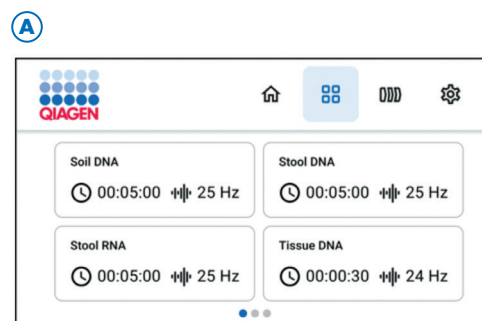 A
QIAGEN
Soil DNA
00:05:00 25 Hz
Stool DNA
00:05:00 25 Hz
Stool RNA
00:05:00 25 Hz
Tissue DNA
00:00:30 24 Hz